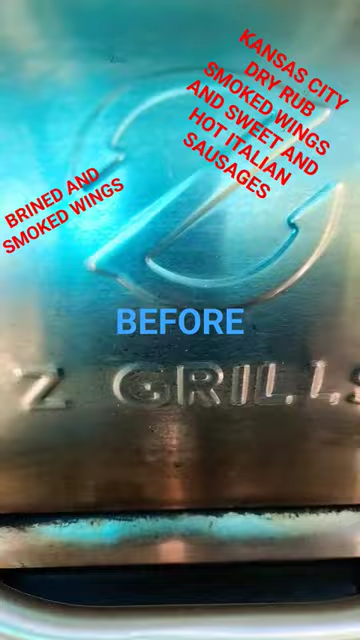 KANSAS CITY
DRY RUB
SMOKED WINGS
AND SWEET AND
HOT ITALIAN
SAUSAGES
BRINED AND
SMOKED WINGS
BEFORE
Z GRILLS